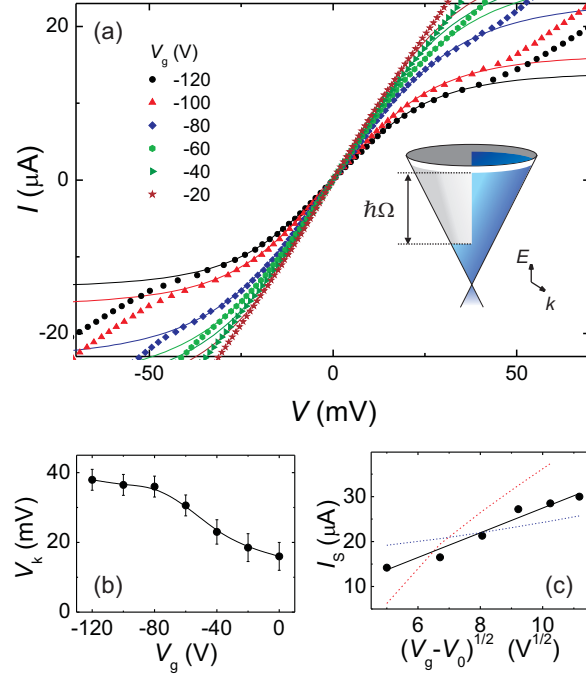 (a)
V_g (V)
-120
-100
-80
-60
-40
-20
20
0
-20
I (μA)
ℏΩ
E
k
-50
0
50
V (mV)
40
20
0
V_k (mV)
(b)
-120
-80
-40
0
V_g (V)
30
20
10
I_S (μA)
(c)
6
8
10
(V_g-V_0)^{1/2} (V^{1/2})